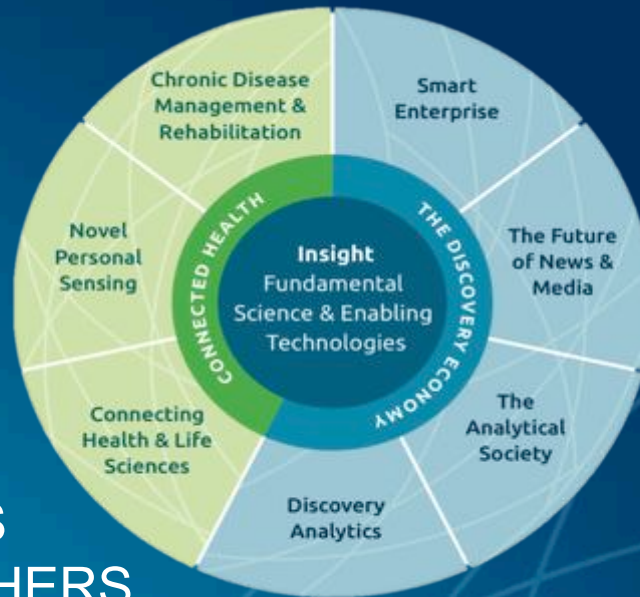 Chronic Disease
Management &
Rehabilitation
Smart
Enterprise
The Future
of News &
Media
The
Analytical
Society
Discovery
Analytics
Connecting
Health & Life
Sciences
Novel
Personal
Sensing
CONNECTED HEALTH
THE DISCOVERY ECONOMY
Insight
Fundamental
Science & Enabling
Technologies